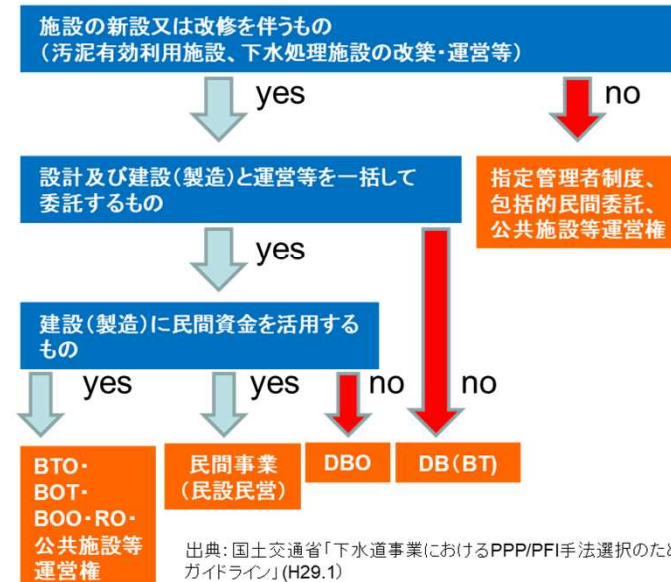 施設の新設又は改修を伴うもの
(汚泥有効利用施設、下水処理施設の改築・運営等)
yes
no
設計及び建設(製造)と運営等を一括して
委託するもの
指定管理者制度、
包括的民間委託、
公共施設等運営権
yes
建設(製造)に民間資金を活用する
もの
yes
yes
no
no
BTO・
BOT・
BOO・RO・
公共施設等
運営権
民間事業
(民設民営)
DBO
DB(BT)
出典:国土交通省「下水道事業におけるPPP/PFI手法選択のため
ガイドライン」(H29.1)